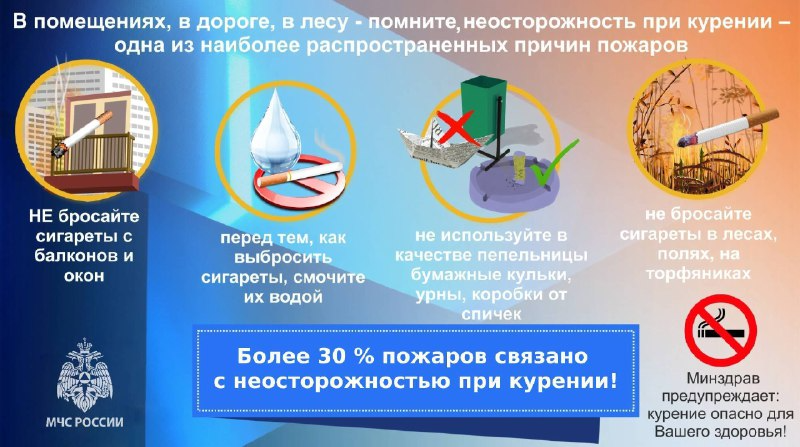 В помещениях, в дороге, в лесу - помните, неосторожность при курении –
одна из наиболее распространенных причин пожаров
НЕ бросайте
сигареты с
балконов и
окон
перед тем, как
выбросить
сигареты, смочите
их водой
не используйте в
качестве пепельницы
бумажные кульки,
урны, коробки от
спичек
не бросайте
сигареты в лесах,
полях, на
торфяниках
Более 30 % пожаров связано
с неосторожностью при курении!
МЧС РОССИИ
Минздрав
предупреждает:
курение опасно для
Вашего здоровья!